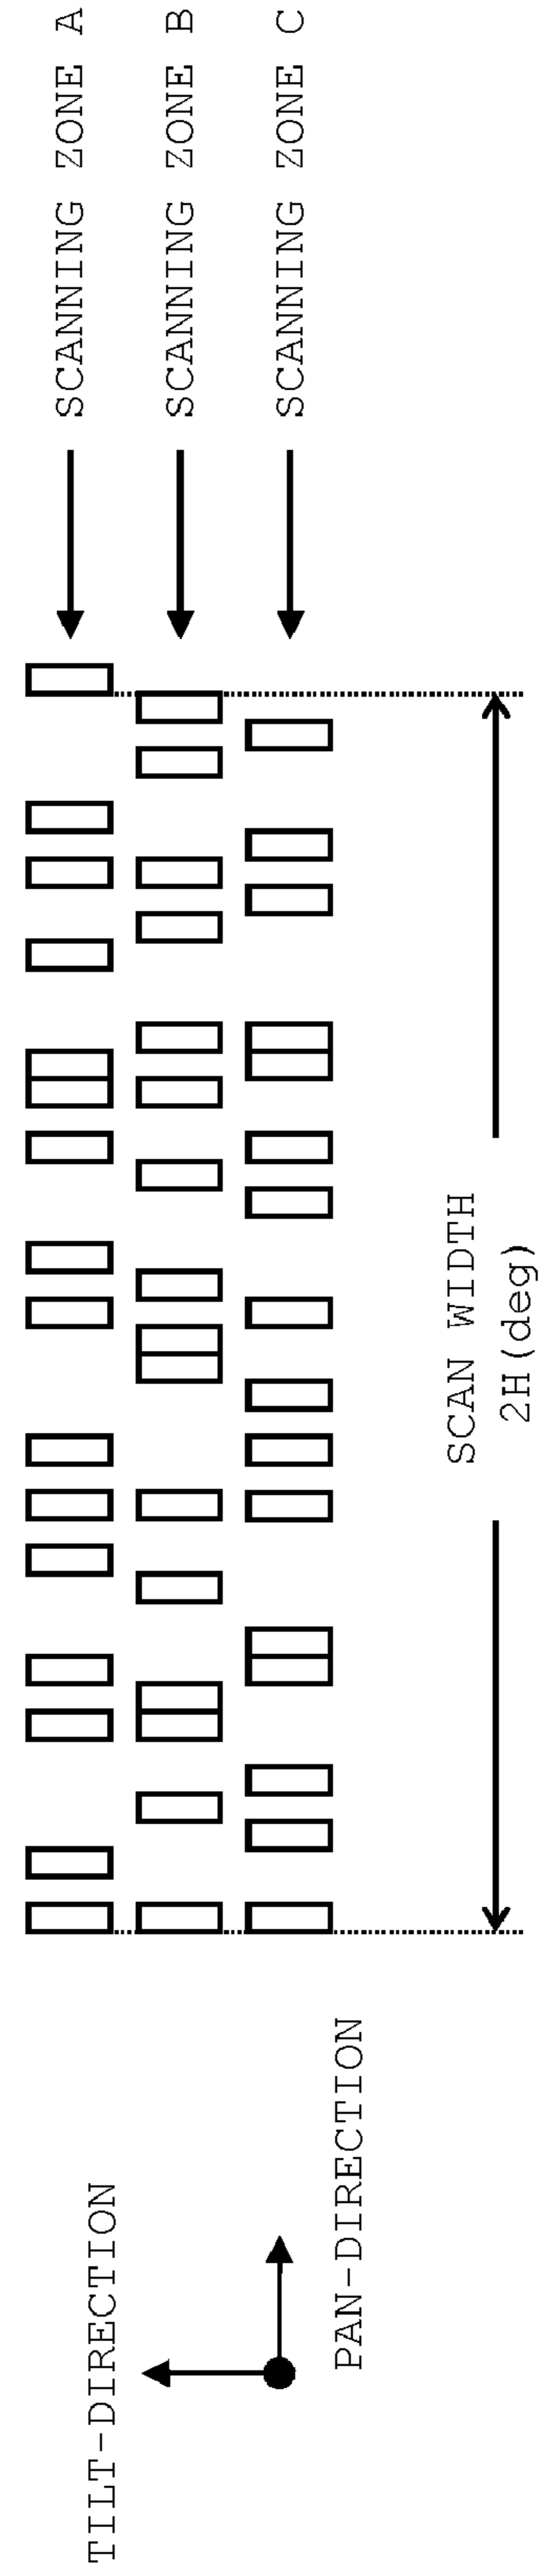 SCANNING ZONE A
SCANNING ZONE B
SCANNING ZONE C
SCAN WIDTH
2H(deg)
TILT-DIRECTION
PAN-DIRECTION